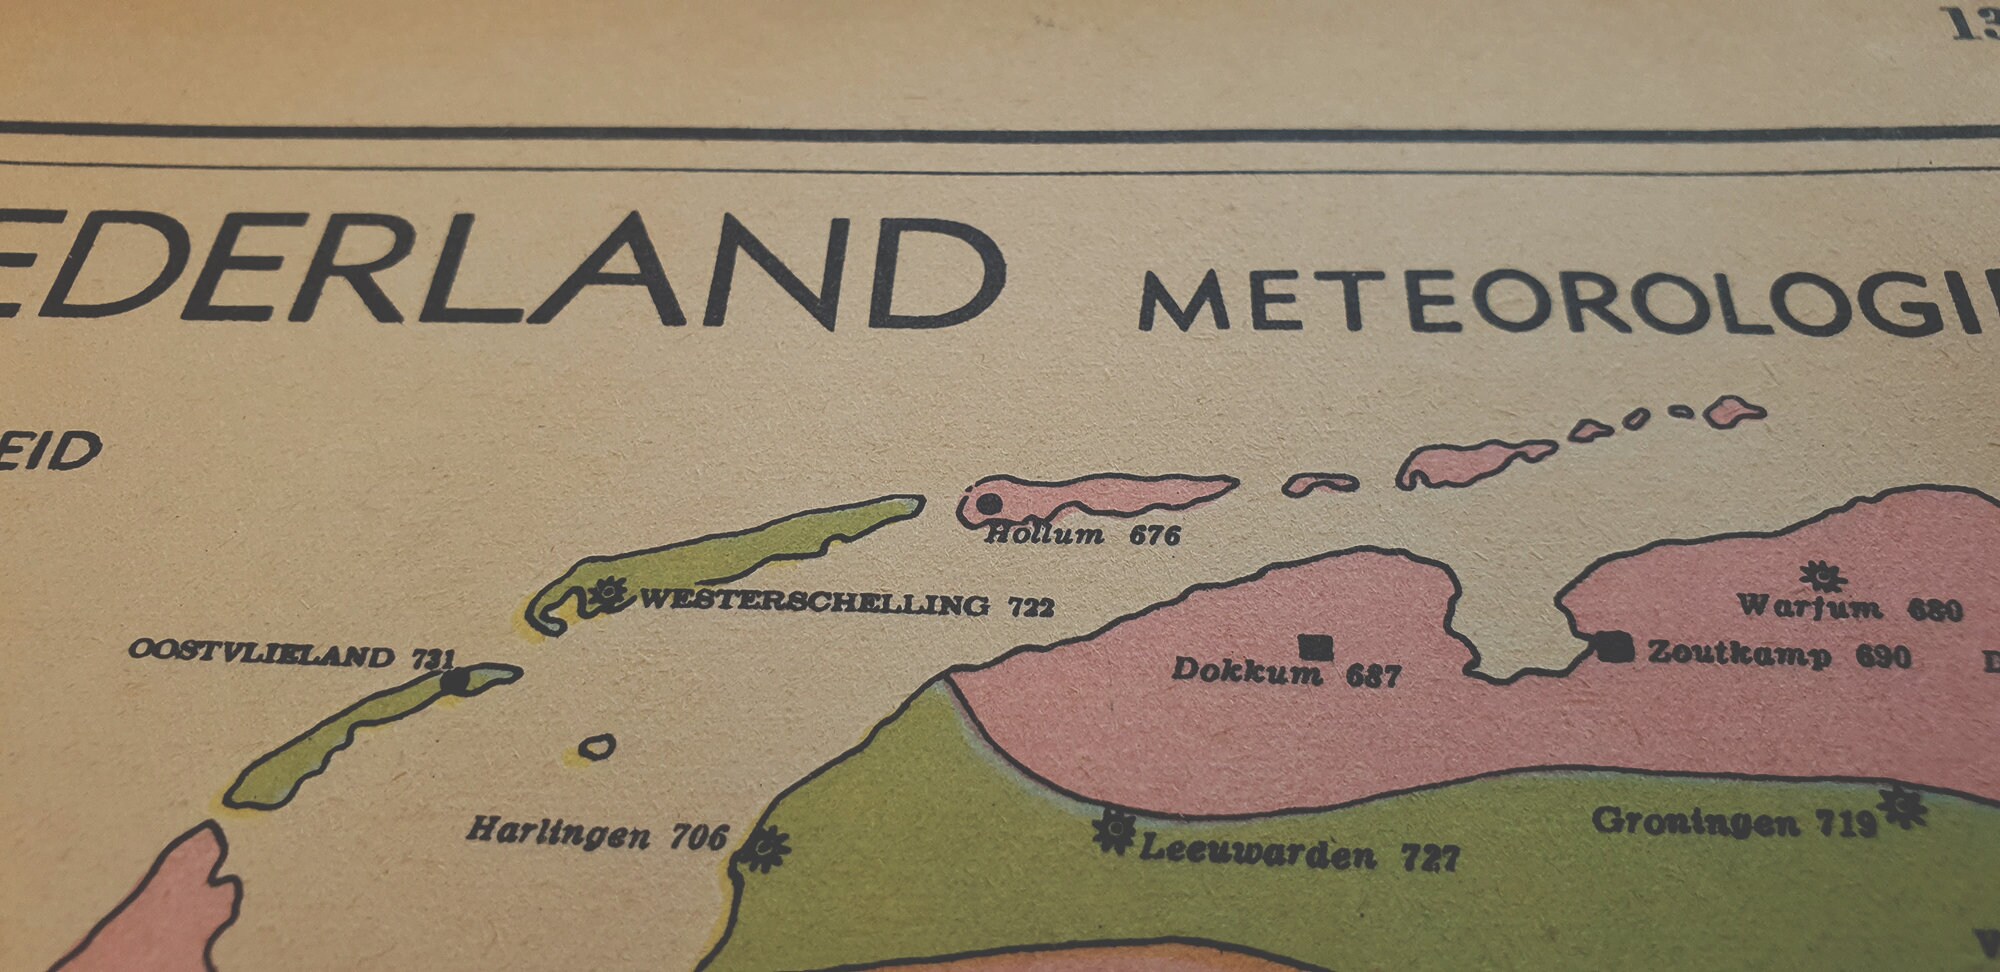 13
EDERLAND METEOROLOGI
EID
Hollum 676
WESTERSCHELLING 722
Warfum 680
OOSTVLIELAND 731
Zoutkamp 690
Dokkum 687
Harlingen 706
Leeuwarden 727
Groningen 719